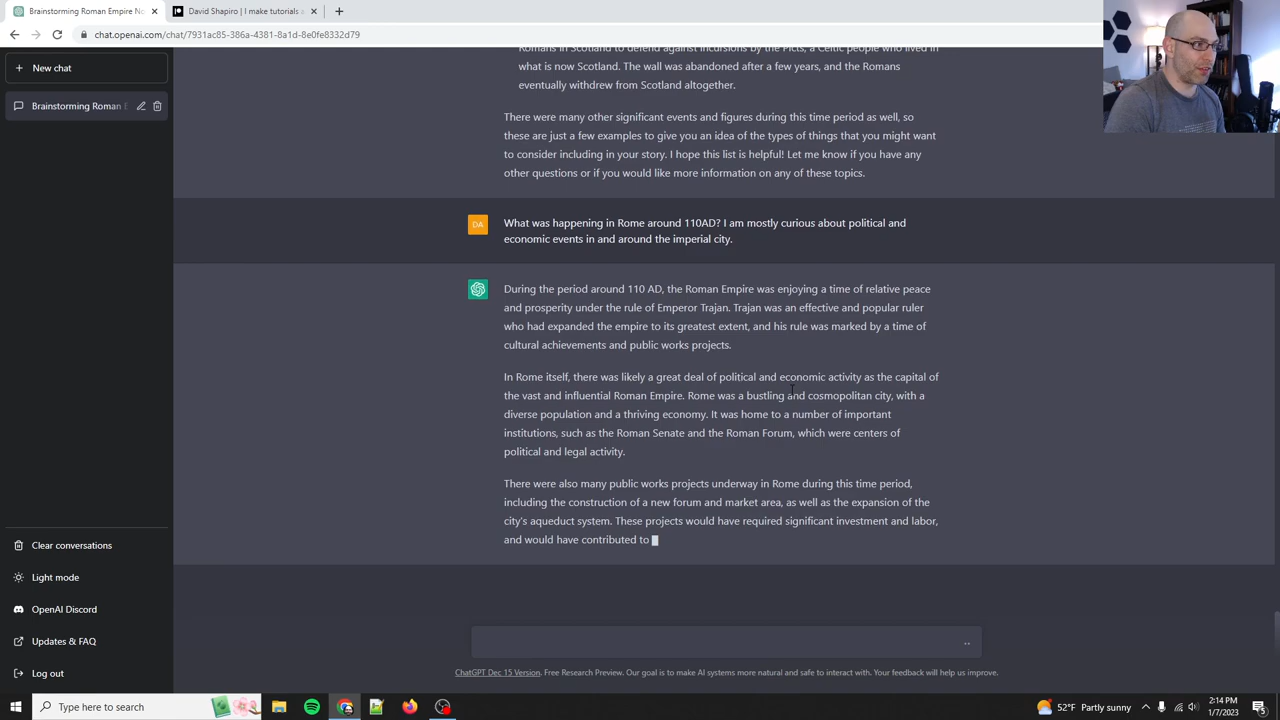 Brainstorming Roman Empire No
David Shapiro | I make tutorials a
chat.openai.com/chat/7931ac85-386a-4381-8a1d-8e0fe8332d79
New chat
Brainstorming Roman E
Romans in Scotland to defend against incursions by the Picts, a Celtic people who lived in
what is now Scotland. The wall was abandoned after a few years, and the Romans
eventually withdrew from Scotland altogether.
There were many other significant events and figures during this time period as well, so
these are just a few examples to give you an idea of the types of things that you might want
to consider including in your story. I hope this list is helpful! Let me know if you have any
other questions or if you would like more information on any of these topics.
DA
What was happening in Rome around 110AD? I am mostly curious about political and
economic events in and around the imperial city.
During the period around 110 AD, the Roman Empire was enjoying a time of relative peace
and prosperity under the rule of Emperor Trajan. Trajan was an effective and popular ruler
who had expanded the empire to its greatest extent, and his rule was marked by a time of
cultural achievements and public works projects.
In Rome itself, there was likely a great deal of political and economic activity as the capital of
the vast and influential Roman Empire. Rome was a bustling and cosmopolitan city, with a
diverse population and a thriving economy. It was home to a number of important
institutions, such as the Roman Senate and the Roman Forum, which were centers of
political and legal activity.
There were also many public works projects underway in Rome during this time period,
including the construction of a new forum and market area, as well as the expansion of the
city's aqueduct system. These projects would have required significant investment and labor,
and would have contributed to
Clear conversations
Light mode
OpenAI Discord
Updates & FAQ
Log out
ChatGPT Dec 15 Version. Free Research Preview. Our goal is to make AI systems more natural and safe to interact with. Your feedback will help us improve.
Type here to search
52°F Partly sunny
2:14 PM
1/7/2023